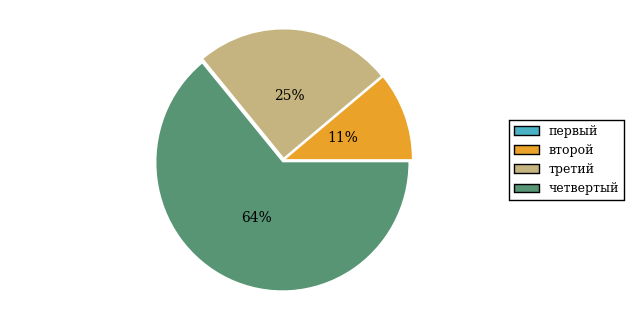 25%
11%
64%
первый
второй
третий
четвертый